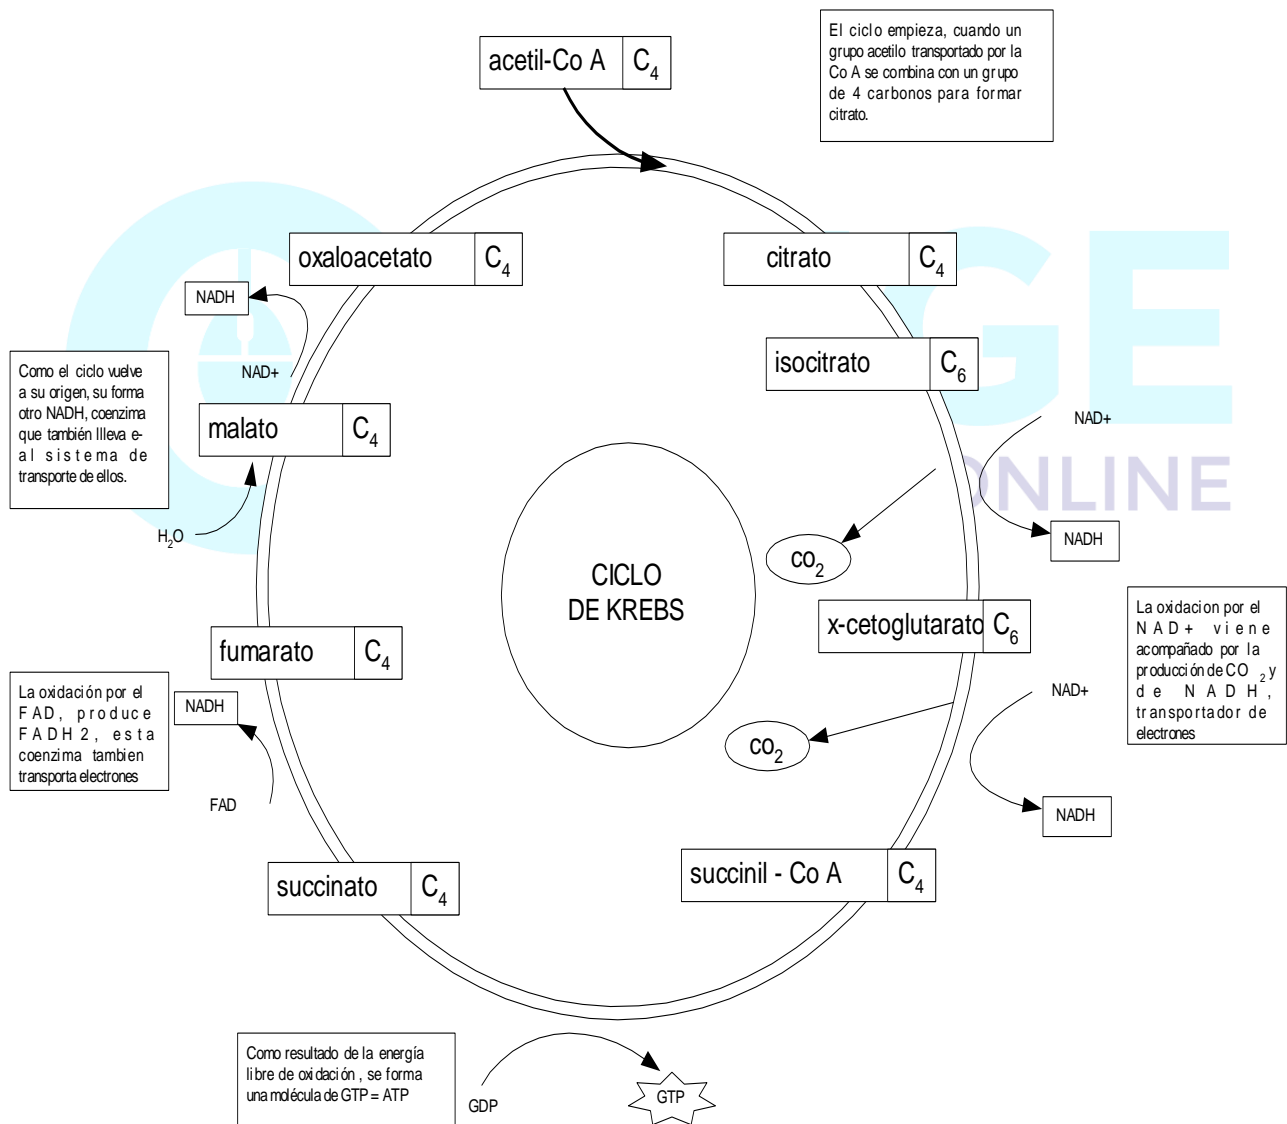 acetil-Co A C4
El ciclo empieza, cuando un
grupo acetilo transportado por la
Co A se combina con un grupo
de 4 carbonos para formar
citrato.
oxaloacetato C4
citrato C4
NADH
NAD+
isocitrato C6
Como el ciclo vuelve
a su origen, su forma
otro NADH, coenzima
que también lllleva e-
al sistema de
transporte de ellos.
malato C4
NAD+
ONLINE
GE
H2O
CO2
NADH
CICLO
DE KREBS
x-cetoglutarato C6
La oxidacion por el
NAD+ viene
acompañado por la
producción de CO2 y
de NADH,
transportador de
electrones
fumarato C4
La oxidación por el
FAD, produce
FADH2, esta
coenzima tambien
transporta electrones
NADH
FAD
NAD+
CO2
NADH
succinato C4
succinil - Co A C4
Como resultado de la energía
libre de oxidación, se forma
una molécula de GTP = ATP
GDP
GTP